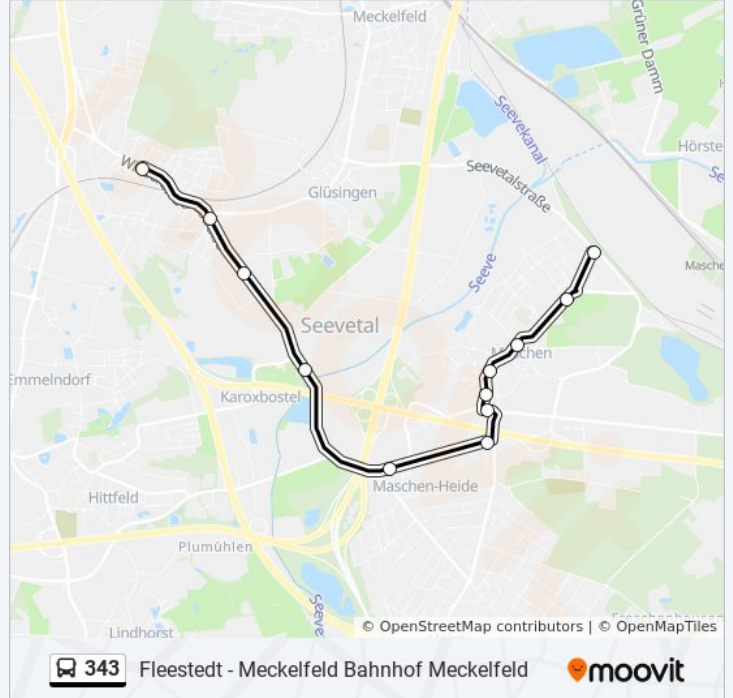 Meckelfeld
Grüner Damm
Seevekanal
Hörste
Seevetalstraße
Se
Glüsingen
Seeve
Masche
Seevetal
Maschen
Emmelndorf
Karoxbostel
Maschen-Heide
Hittfeld
Plumühlen
Seeve
Lindhorst
© OpenStreetMap contributors | © OpenMapTiles
343 Fleestedt - Meckelfeld Bahnhof Meckelfeld moovit